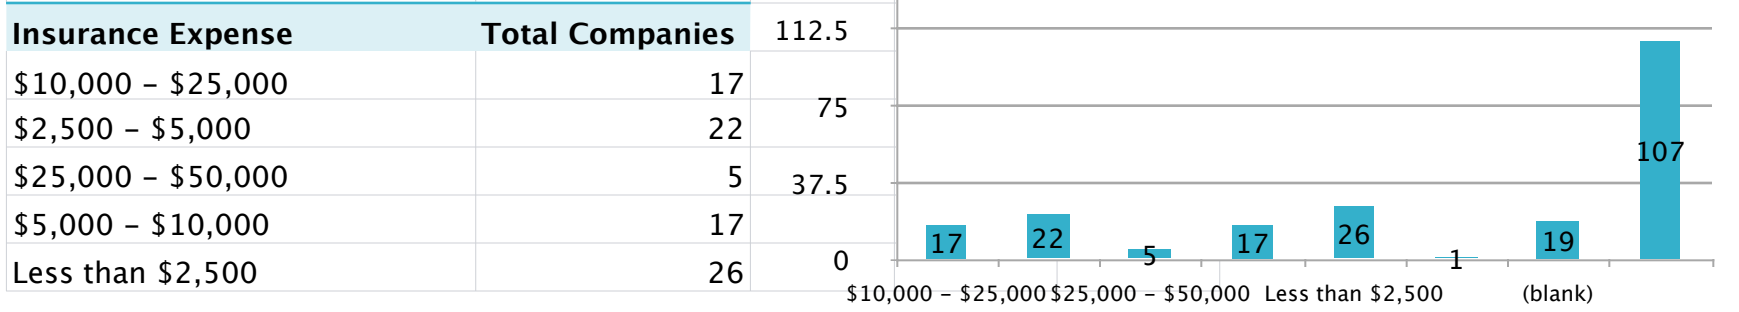 Insurance Expense Total Companies
$10,000 – $25,000 17
$2,500 – $5,000 22
$25,000 – $50,000 5
$5,000 – $10,000 17
Less than $2,500 26
112.5
75
37.5
0
17 22 5 17 26 1 19 107
$10,000 – $25,000 $25,000 – $50,000 Less than $2,500 (blank)